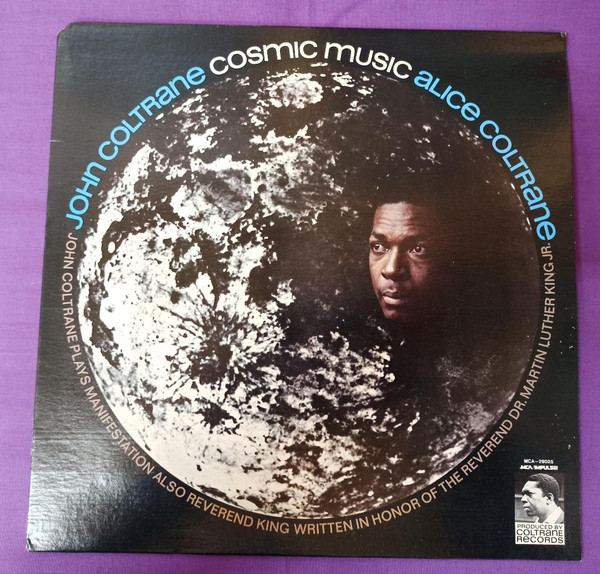 JOHN COLTRANE COSMIC MUSIC ALICE COLTRANE
JOHN COLTRANE PLAYS MANIFESTATION ALSO REVEREND KING WRITTEN IN HONOR OF THE REVEREND DR. MARTIN LUTHER KING JR.
MCA-29025
MCA IMPULSE!
PRODUCED BY
COLTRANE
RECORDS